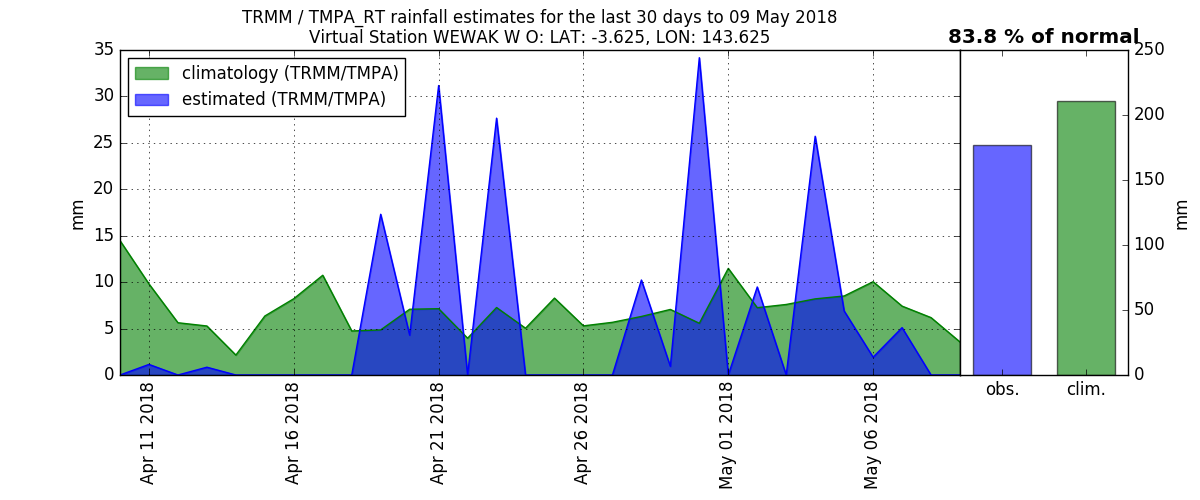 TRMM / TMPA_RT rainfall estimates for the last 30 days to 09 May 2018
Virtual Station WEWAK W O: LAT: -3.625, LON: 143.625
83.8 % of normal
climatology (TRMM/TMPA)
estimated (TRMM/TMPA)
35
30
25
20
15
10
5
0
mm
Apr 11 2018
Apr 16 2018
Apr 21 2018
Apr 26 2018
May 01 2018
May 06 2018
obs.
clim.
250
200
150
100
50
0
mm